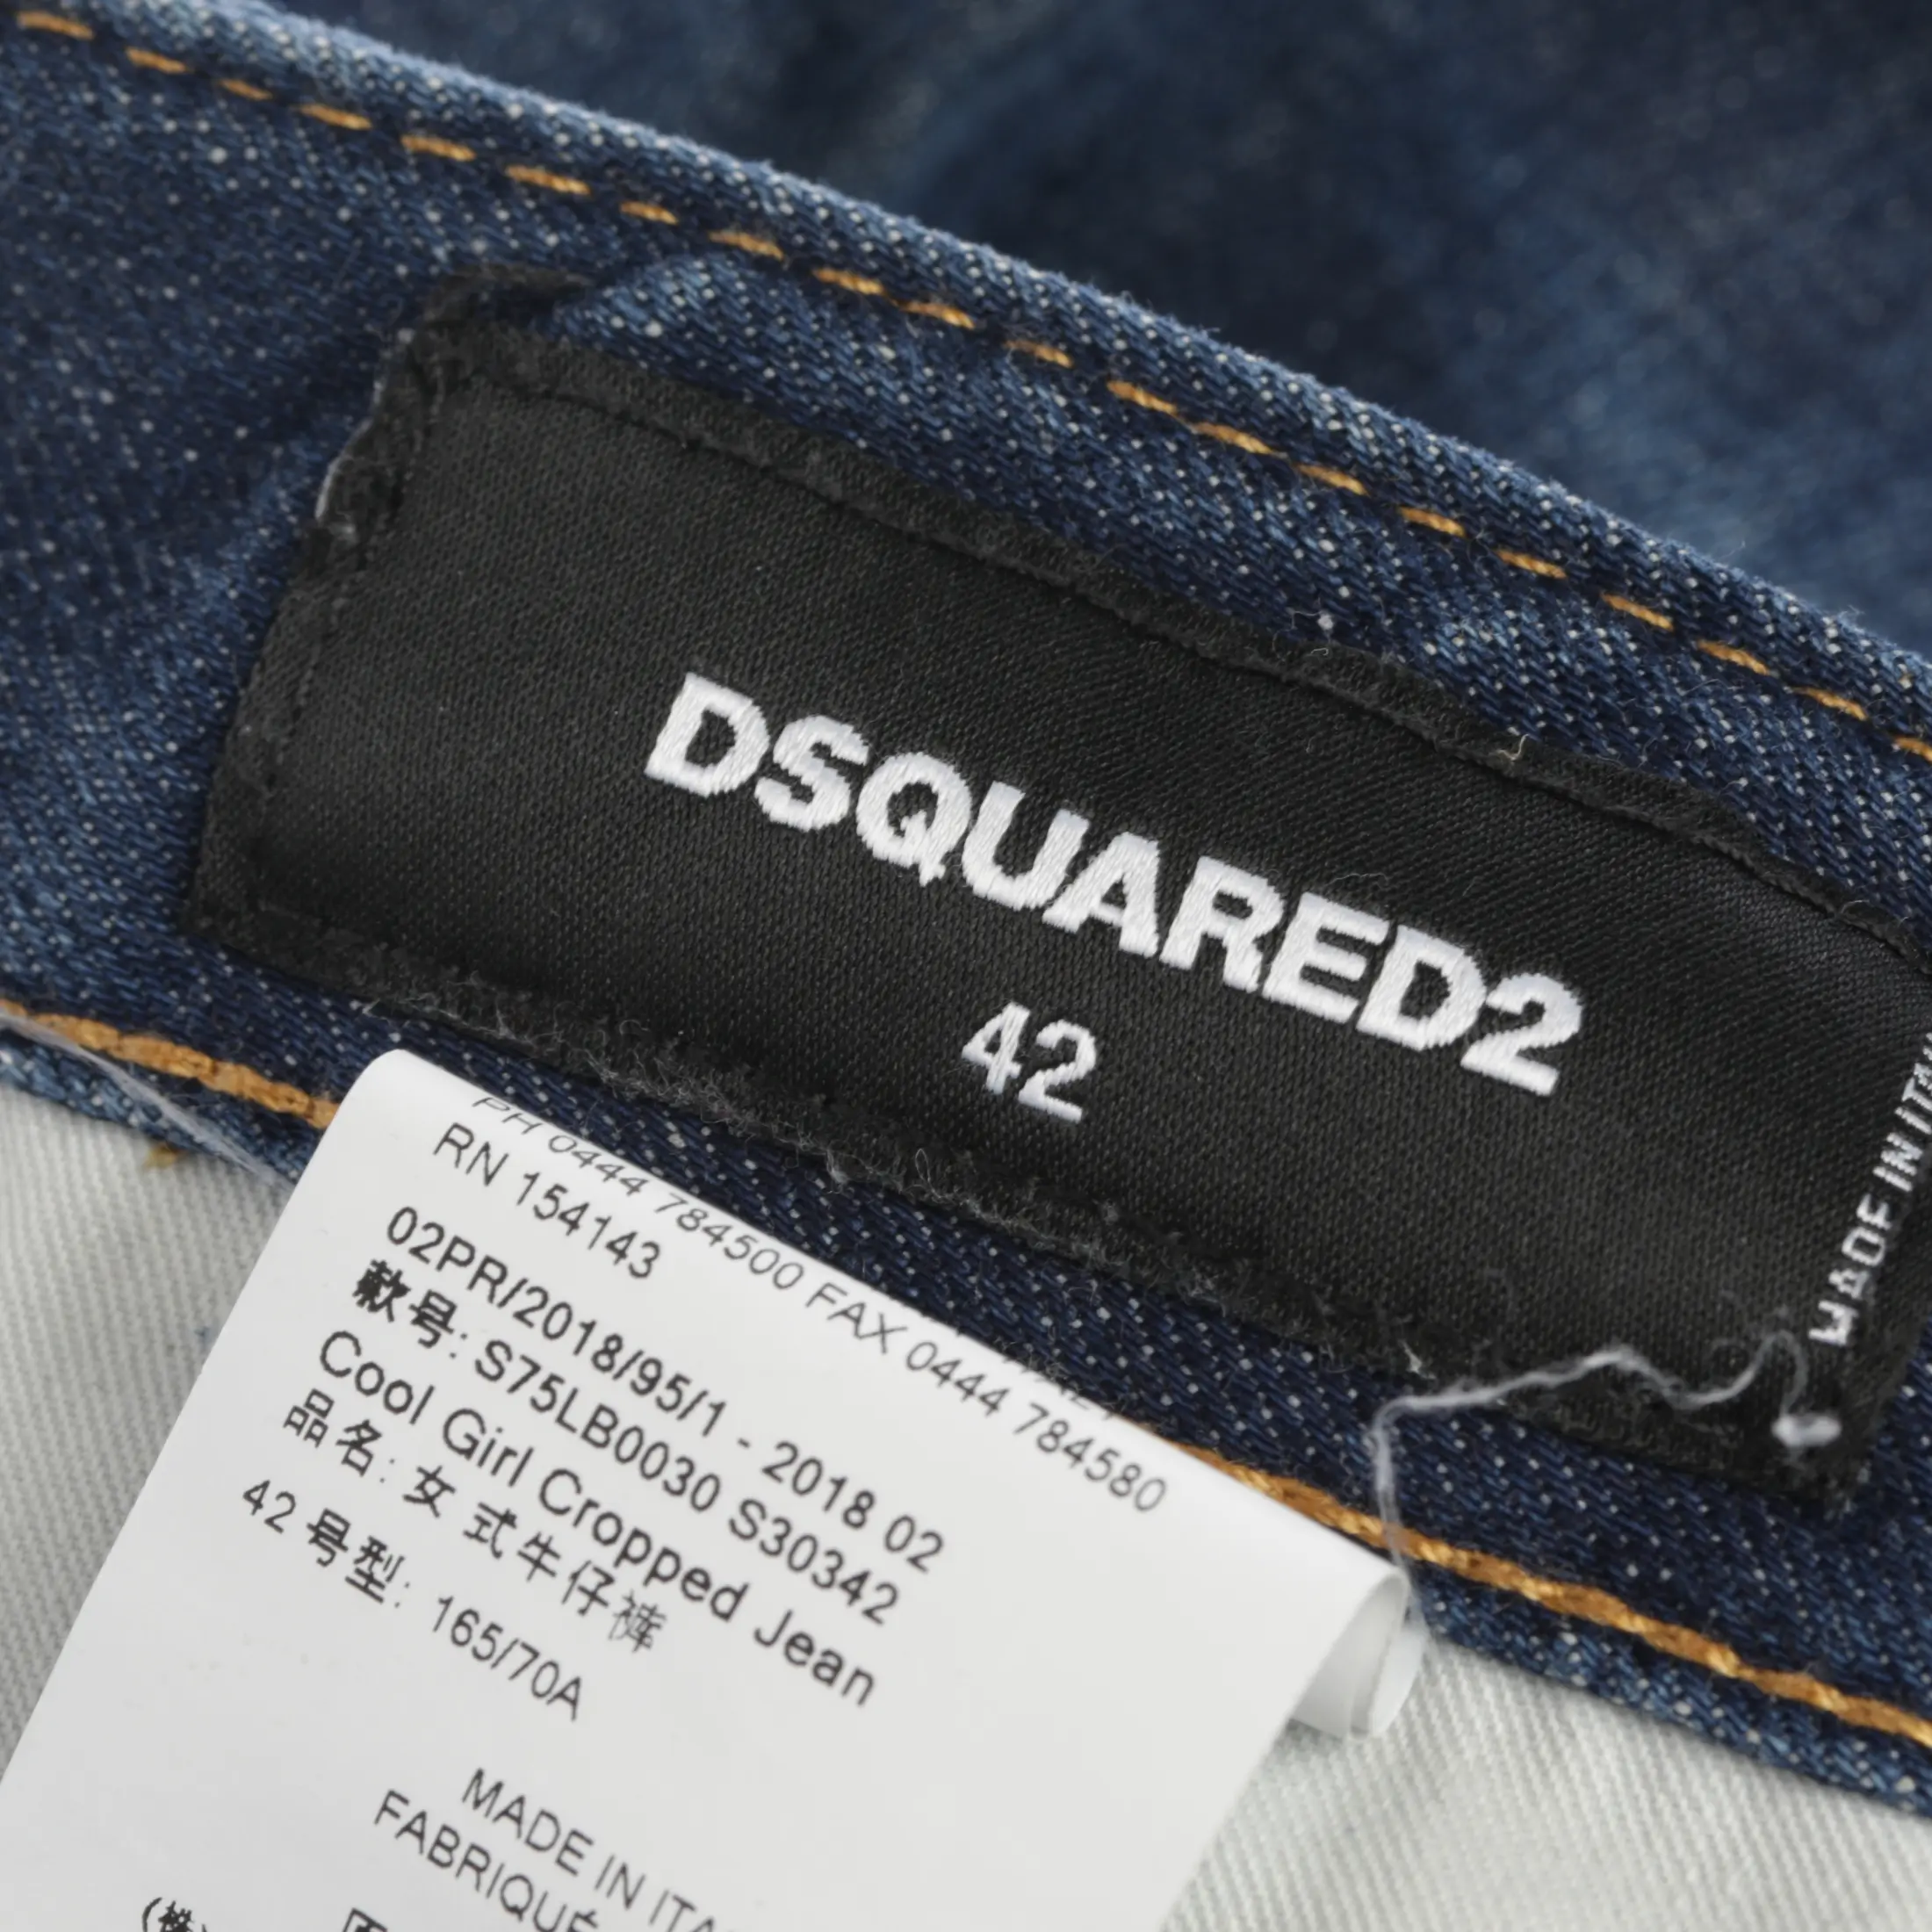 DSQUARED2
42
MADE IN ITALY
PH 0444 784500 FAX 0444 784580
RN 154143
02PR/2018/95/1 - 2018 02
款号: S75LB0030 S30342
Cool Girl Cropped Jean
品名: 女式牛仔裤
42 号型: 165/70A
MADE IN ITA
FABRIQUÉ